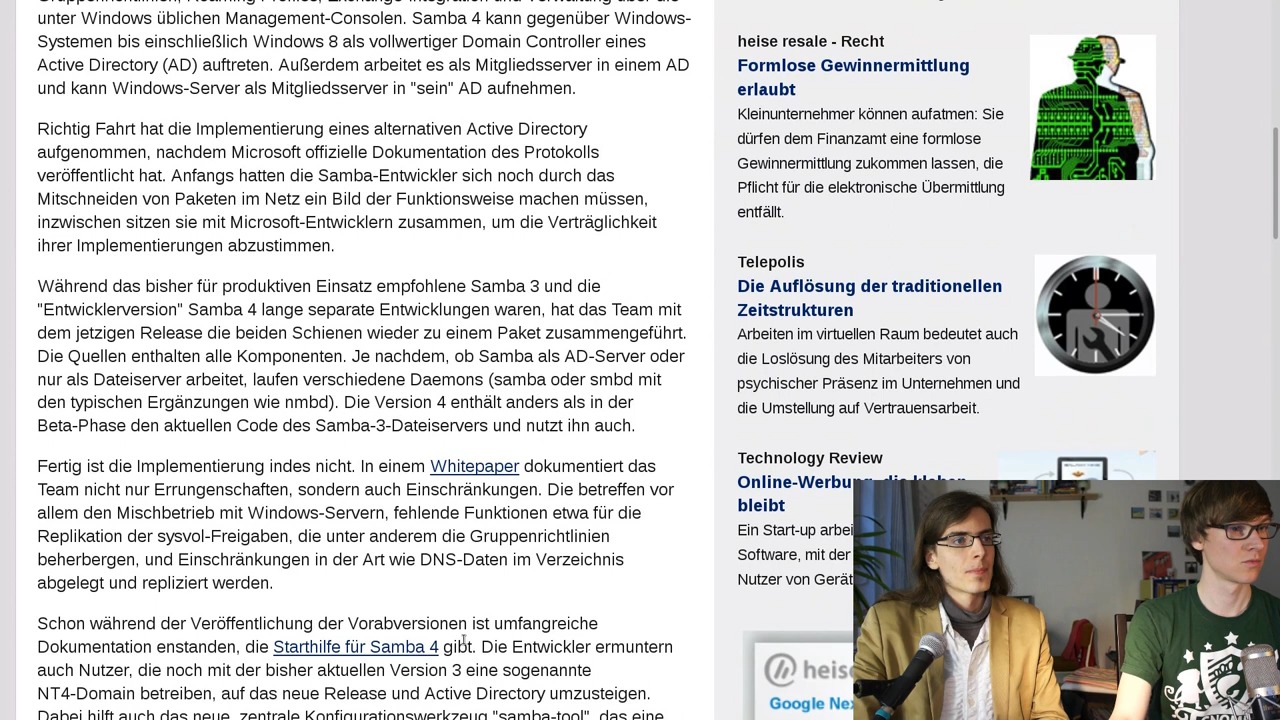 unter Windows üblichen Management-Consolen. Samba 4 kann gegenüber Windows-
Systemen bis einschließlich Windows 8 als vollwertiger Domain Controller eines
Active Directory (AD) auftreten. Außerdem arbeitet es als Mitgliedsserver in einem AD
und kann Windows-Server als Mitgliedsserver in "sein" AD aufnehmen.
Richtig Fahrt hat die Implementierung eines alternativen Active Directory
aufgenommen, nachdem Microsoft offizielle Dokumentation des Protokolls
veröffentlicht hat. Anfangs hatten die Samba-Entwickler sich noch durch das
Mitschneiden von Paketen im Netz ein Bild der Funktionsweise machen müssen,
inzwischen sitzen sie mit Microsoft-Entwicklern zusammen, um die Verträglichkeit
ihrer Implementierungen abzustimmen.
Während das bisher für produktiven Einsatz empfohlene Samba 3 und die
"Entwicklerversion" Samba 4 lange separate Entwicklungen waren, hat das Team mit
dem jetzigen Release die beiden Schienen wieder zu einem Paket zusammengeführt.
Die Quellen enthalten alle Komponenten. Je nachdem, ob Samba als AD-Server oder
nur als Dateiserver arbeitet, laufen verschiedene Daemons (samba oder smbd mit
den typischen Ergänzungen wie nmbd). Die Version 4 enthält anders als in der
Beta-Phase den aktuellen Code des Samba-3-Dateiservers und nutzt ihn auch.
Fertig ist die Implementierung indes nicht. In einem Whitepaper dokumentiert das
Team nicht nur Errungenschaften, sondern auch Einschränkungen. Die betreffen vor
allem den Mischbetrieb mit Windows-Servern, fehlende Funktionen etwa für die
Replikation der sysvol-Freigaben, die unter anderem die Gruppenrichtlinien
beherbergen, und Einschränkungen in der Art wie DNS-Daten im Verzeichnis
abgelegt und repliziert werden.
Schon während der Veröffentlichung der Vorabversionen ist umfangreiche
Dokumentation enstanden, die Starthilfe für Samba 4 gibt. Die Entwickler ermuntern
auch Nutzer, die noch mit der bisher aktuellen Version 3 eine sogenannte
NT4-Domain betreiben, auf das neue Release und Active Directory umzusteigen.
Dabei hilft auch das neue, zentrale Konfigurationswerkzeug "samba-tool", das eine
heise resale - Recht
Formlose Gewinnermittlung
erlaubt
Kleinunternehmer können aufatmen: Sie
dürfen dem Finanzamt eine formlose
Gewinnermittlung zukommen lassen, die
Pflicht für die elektronische Übermittlung
entfällt.
Telepolis
Die Auflösung der traditionellen
Zeitstrukturen
Arbeiten im virtuellen Raum bedeutet auch
die Loslösung des Mitarbeiters von
psychischer Präsenz im Unternehmen und
die Umstellung auf Vertrauensarbeit.
Technology Review
Online-Werbung, die kleben
bleibt
Ein Start-up arbei
Software, mit der
Nutzer von Gerät
heise
Google Nex